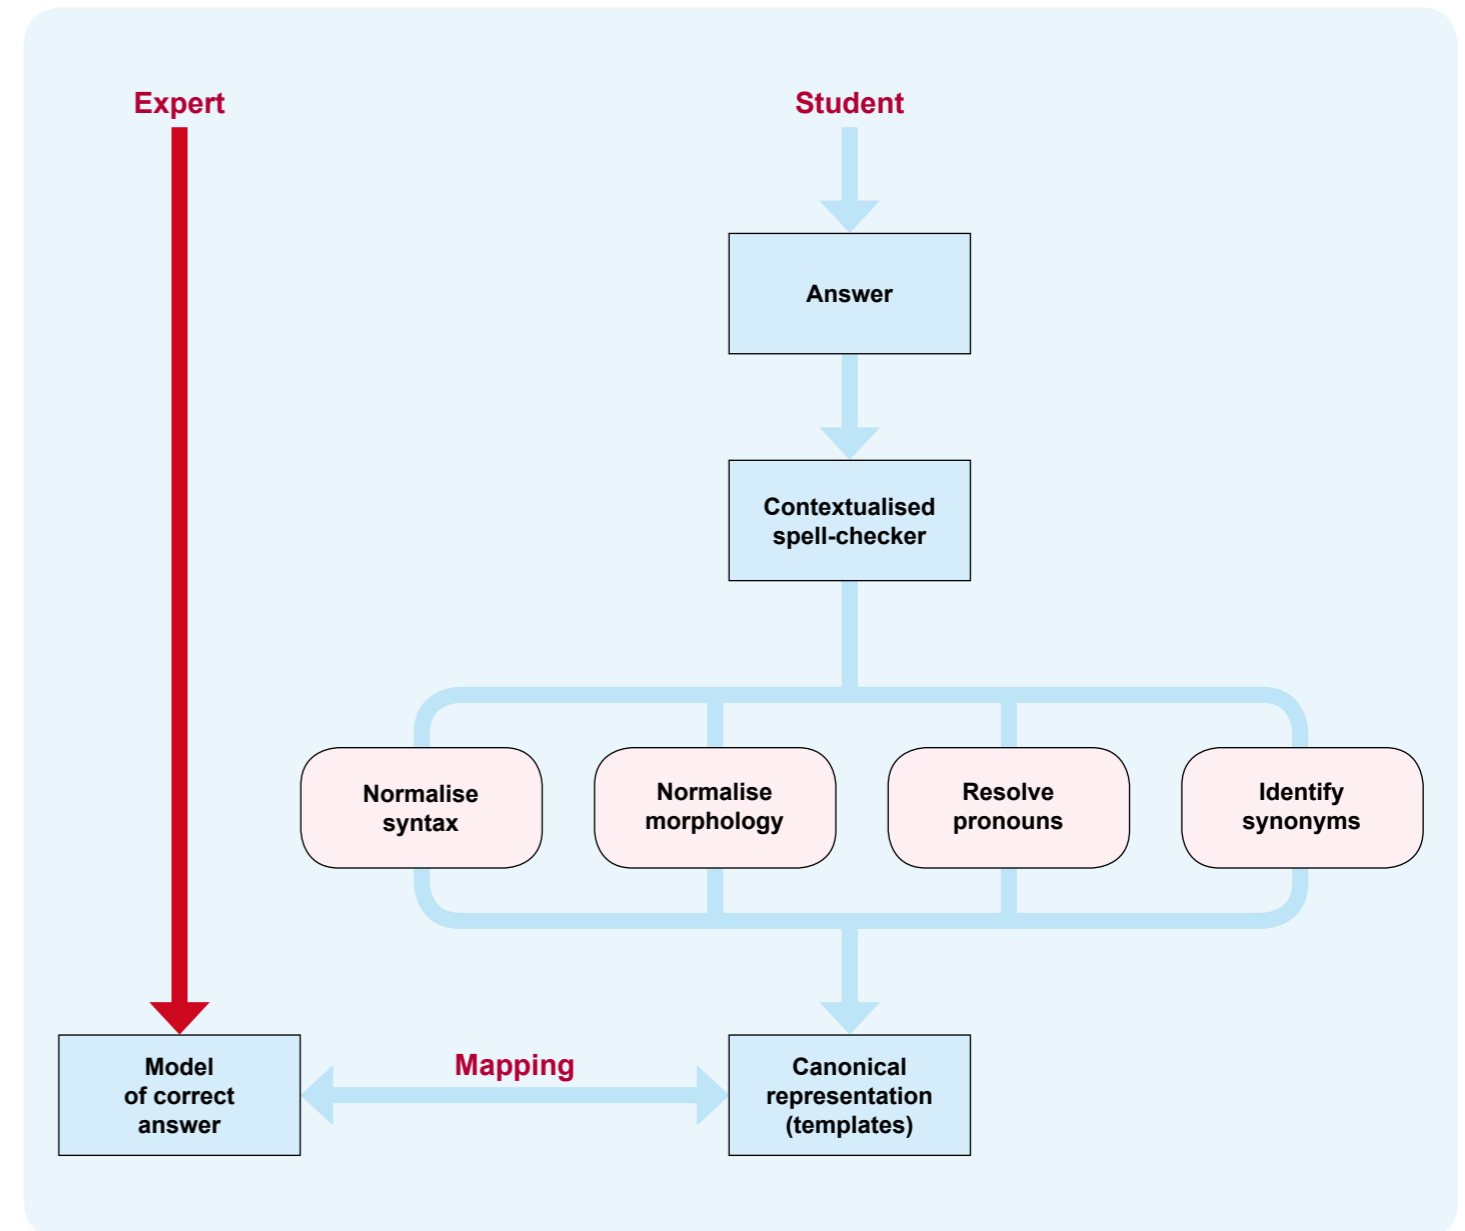 Expert
Student
Answer
Contextualised
spell-checker
Normalise
syntax
Normalise
morphology
Resolve
pronouns
Identify
synonyms
Model
of correct
answer
Mapping
Canonical
representation
(templates)